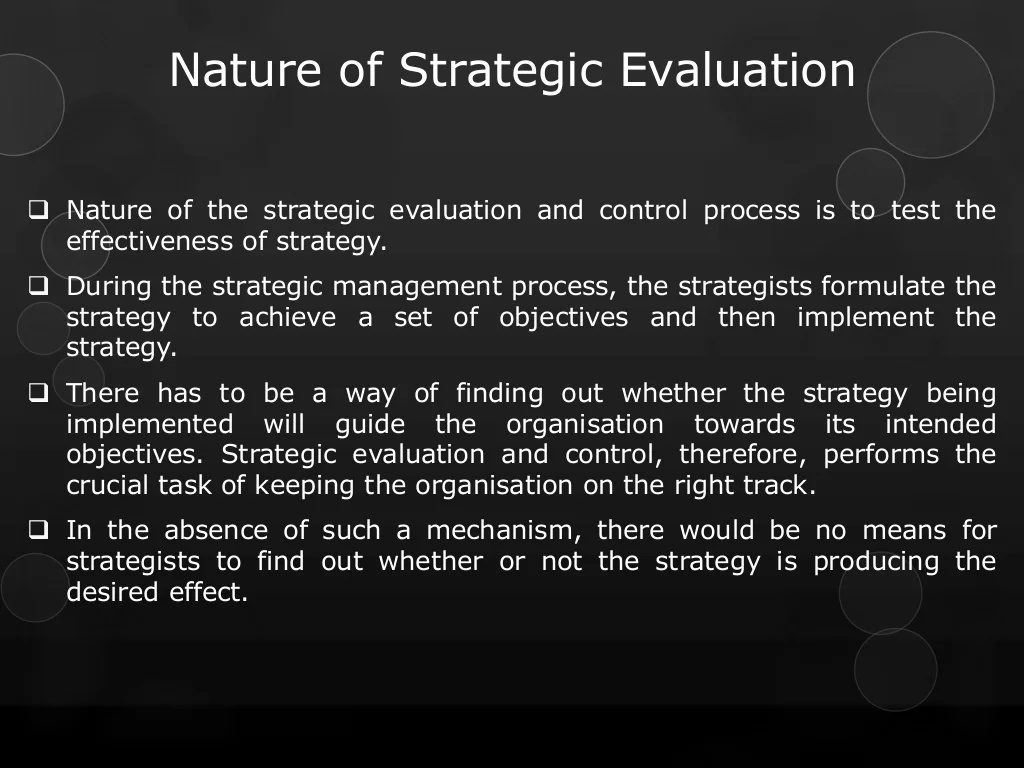 Nature of Strategic Evaluation
❑ Nature of the strategic evaluation and control process is to test the
effectiveness of strategy.
❑ During the strategic management process, the strategists formulate the
strategy to achieve a set of objectives and then implement the
strategy.
❑ There has to be a way of finding out whether the strategy being
implemented will guide the organisation towards its intended
objectives. Strategic evaluation and control, therefore, performs the
crucial task of keeping the organisation on the right track.
❑ In the absence of such a mechanism, there would be no means for
strategists to find out whether or not the strategy is producing the
desired effect.